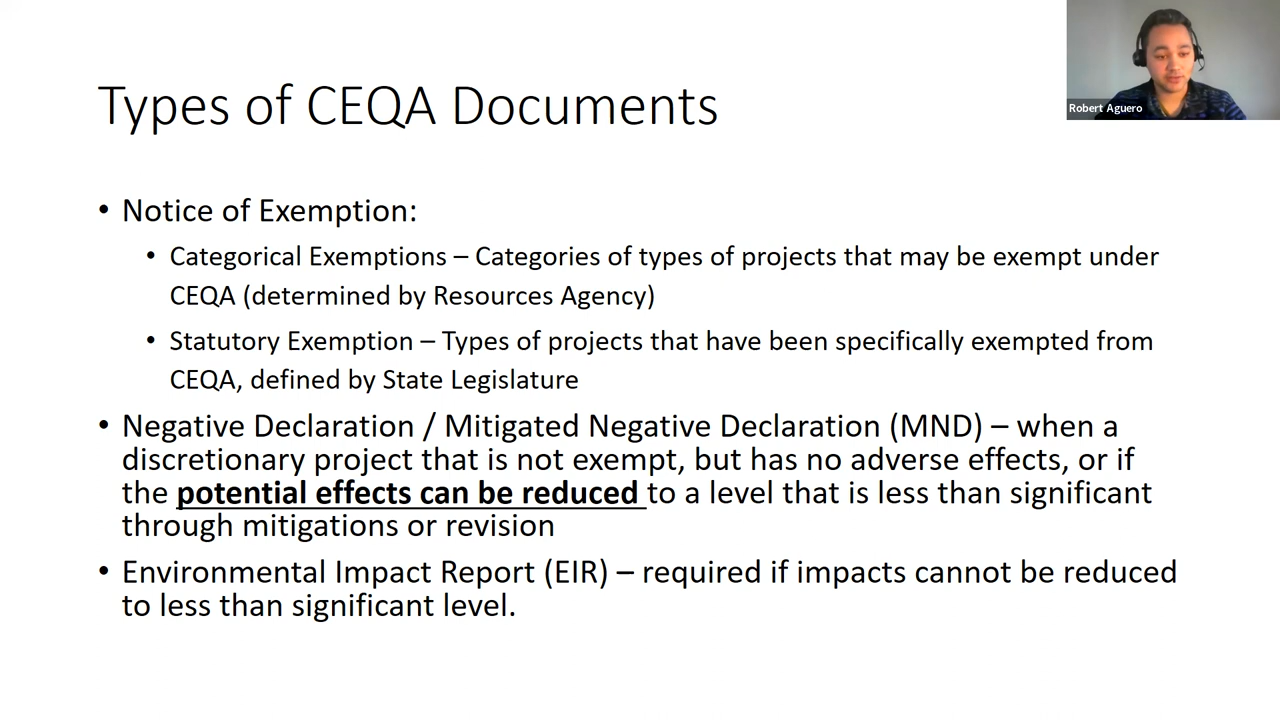 Types of CEQA Documents
Robert Aguero
• Notice of Exemption:
• Categorical Exemptions – Categories of types of projects that may be exempt under
CEQA (determined by Resources Agency)
• Statutory Exemption – Types of projects that have been specifically exempted from
CEQA, defined by State Legislature
• Negative Declaration / Mitigated Negative Declaration (MND) – when a
discretionary project that is not exempt, but has no adverse effects, or if
the potential effects can be reduced to a level that is less than significant
through mitigations or revision
• Environmental Impact Report (EIR) – required if impacts cannot be reduced
to less than significant level.